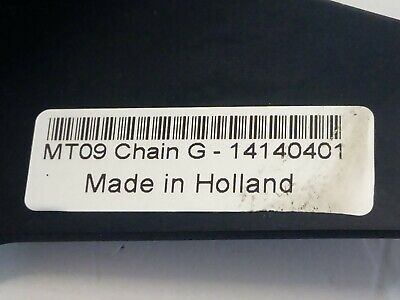 MT09 Chain G - 14140401
Made in Holland